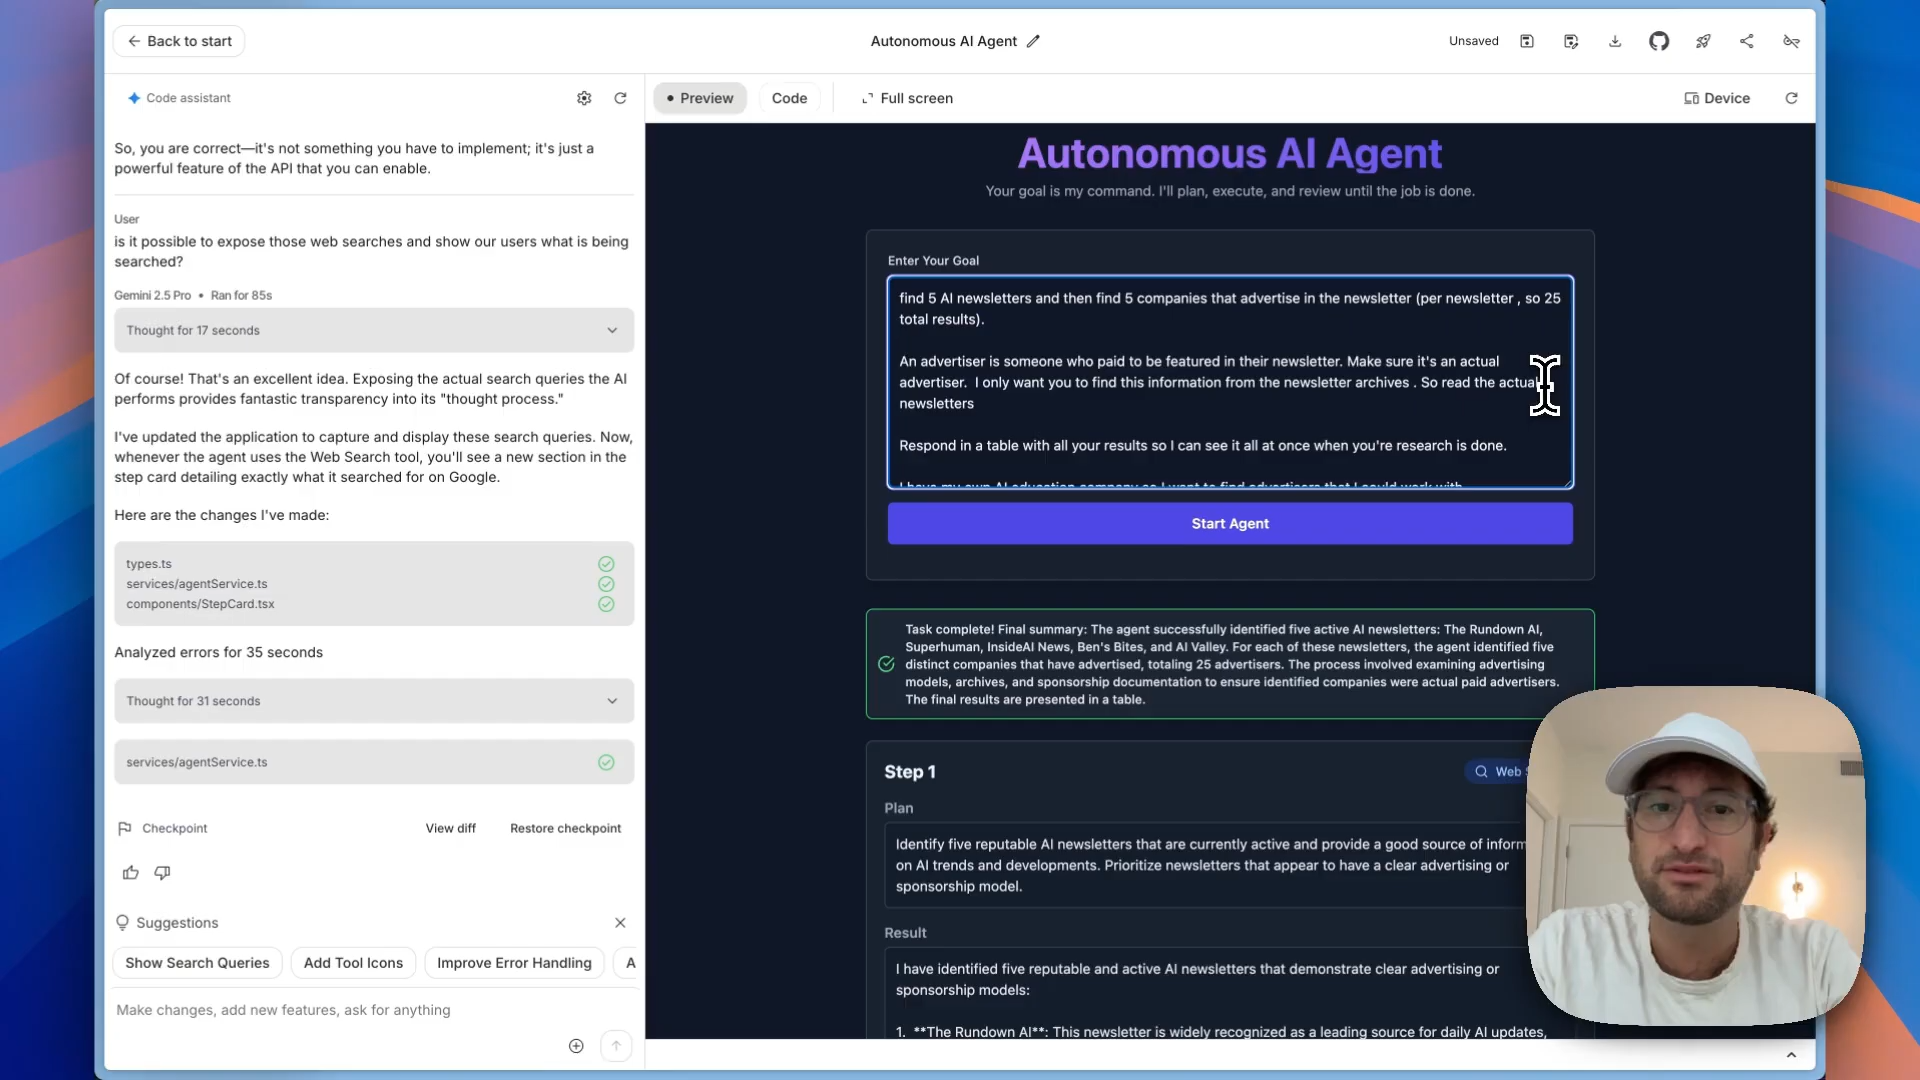 Back to start
Autonomous AI Agent
Unsaved
Code assistant
So, you are correct—it's not something you have to implement; it's just a
powerful feature of the API that you can enable.
User
is it possible to expose those web searches and show our users what is being
searched?
Gemini 2.5 Pro • Ran for 85s
Thought for 17 seconds
Of course! That's an excellent idea. Exposing the actual search queries the AI
performs provides fantastic transparency into its "thought process."
I've updated the application to capture and display these search queries. Now,
whenever the agent uses the Web Search tool, you'll see a new section in the
step card detailing exactly what it searched for on Google.
Here are the changes I've made:
types.ts
services/agentService.ts
components/StepCard.tsx
Analyzed errors for 35 seconds
Thought for 31 seconds
services/agentService.ts
Checkpoint
View diff
Restore checkpoint
Suggestions
Show Search Queries
Add Tool Icons
Improve Error Handling
A
Make changes, add new features, ask for anything
Preview
Code
Full screen
Device
Autonomous AI Agent
Your goal is my command. I'll plan, execute, and review until the job is done.
Enter Your Goal
find 5 AI newsletters and then find 5 companies that advertise in the newsletter (per newsletter , so 25
total results).
An advertiser is someone who paid to be featured in their newsletter. Make sure it's an actual
advertiser.  I only want you to find this information from the newsletter archives . So read the actual
newsletters
Respond in a table with all your results so I can see it all at once when you're research is done.
I have my own AI education company so I want to find advertisers that I could work with
Start Agent
Task complete! Final summary: The agent successfully identified five active AI newsletters: The Rundown AI,
Superhuman, InsideAI News, Ben's Bites, and AI Valley. For each of these newsletters, the agent identified five
distinct companies that have advertised, totaling 25 advertisers. The process involved examining advertising
models, archives, and sponsorship documentation to ensure identified companies were actual paid advertisers.
The final results are presented in a table.
Step 1
Web
Plan
Identify five reputable AI newsletters that are currently active and provide a good source of inform
on AI trends and developments. Prioritize newsletters that appear to have a clear advertising or
sponsorship model.
Result
I have identified five reputable and active AI newsletters that demonstrate clear advertising or
sponsorship models:
1. **The Rundown AI**: This newsletter is widely recognized as a leading source for daily AI updates,